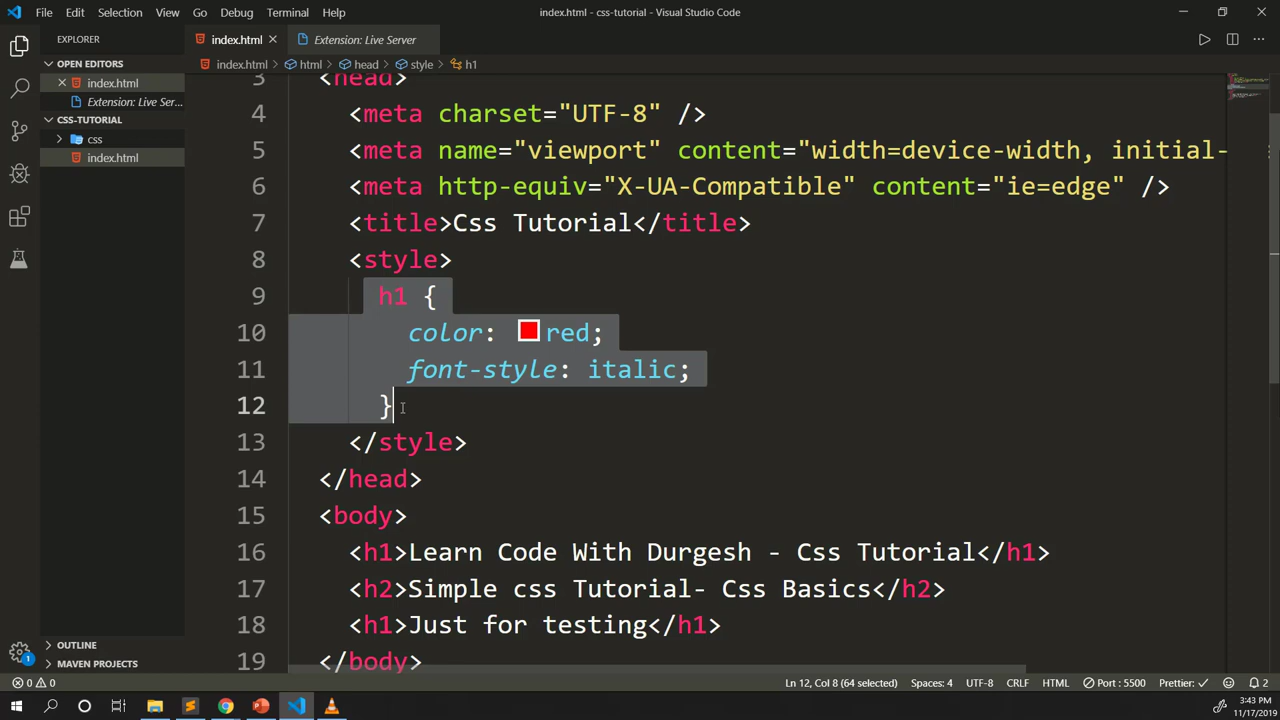 File Edit Selection View Go Debug Terminal Help
index.html - css-tutorial - Visual Studio Code
EXPLORER
index.html
Extension: Live Server
OPEN EDITORS
index.html
Extension: Live Ser...
CSS-TUTORIAL
css
index.html
index.html > html > head > style > h1
3 <head>
4 <meta charset="UTF-8" />
5 <meta name="viewport" content="width=device-width, initial-
6 <meta http-equiv="X-UA-Compatible" content="ie=edge" />
7 <title>Css Tutorial</title>
8 <style>
9 h1 {
10 color: red;
11 font-style: italic;
12 }
13 </style>
14 </head>
15 <body>
16 <h1>Learn Code With Durgesh - Css Tutorial</h1>
17 <h2>Simple css Tutorial- Css Basics</h2>
18 <h1>Just for testing</h1>
19 </body>
OUTLINE
MAVEN PROJECTS
1
0 0
Ln 12, Col 8 (64 selected) Spaces: 4 UTF-8 CRLF HTML Port : 5500 Prettier: ✓ 2
3:43 PM
11/17/2019